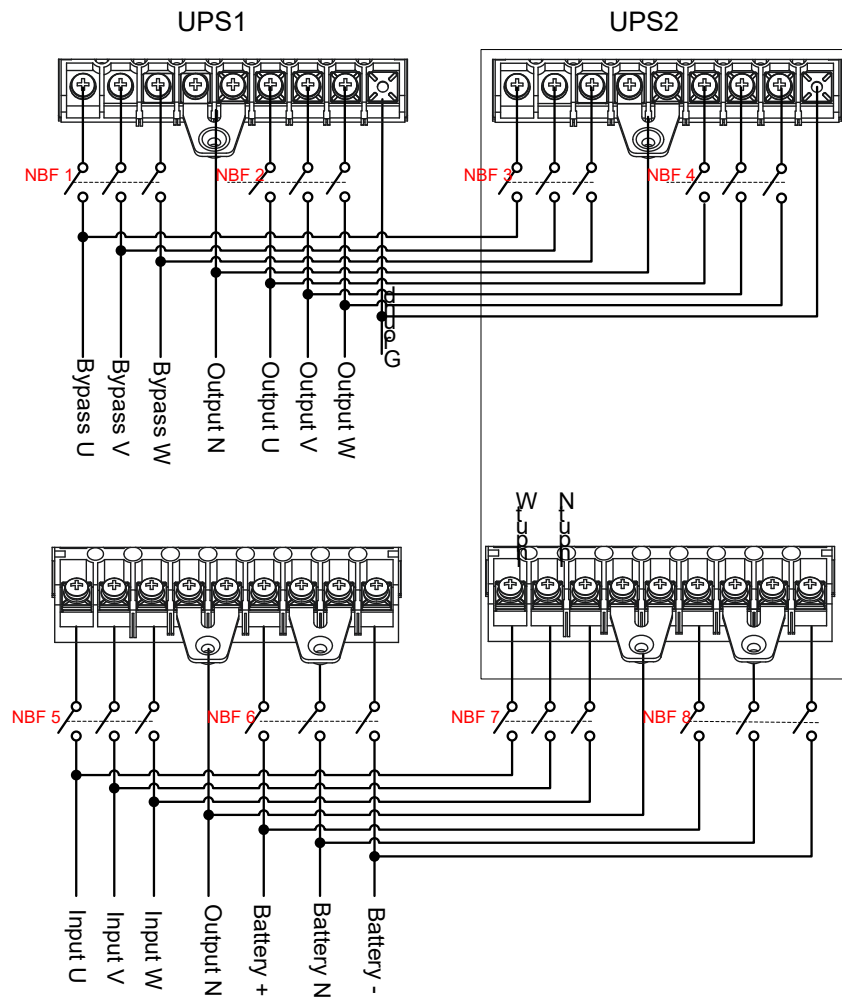 UPS1
UPS2
NBF 1
NBF 2
NBF 3
NBF 4
Ground
Bypass U
Bypass V
Bypass W
Output N
Output U
Output V
Output W
NBF 5
NBF 6
NBF 7
NBF 8
Input U
Input V
Input W
Output N
Battery +
Battery N
Battery -